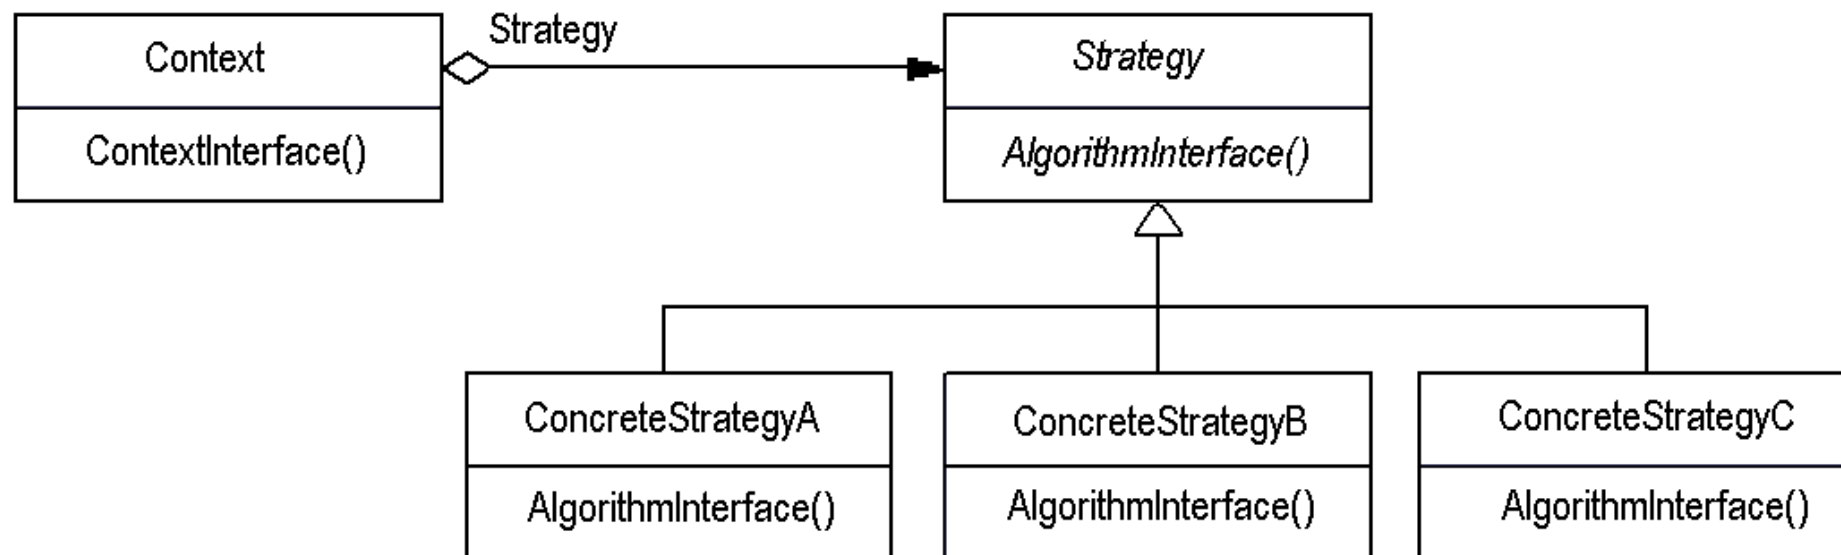 Context
Strategy
Strategy
ContextInterface()
AlgorithmInterface()
ConcreteStrategyA
ConcreteStrategyB
ConcreteStrategyC
AlgorithmInterface()
AlgorithmInterface()
AlgorithmInterface()